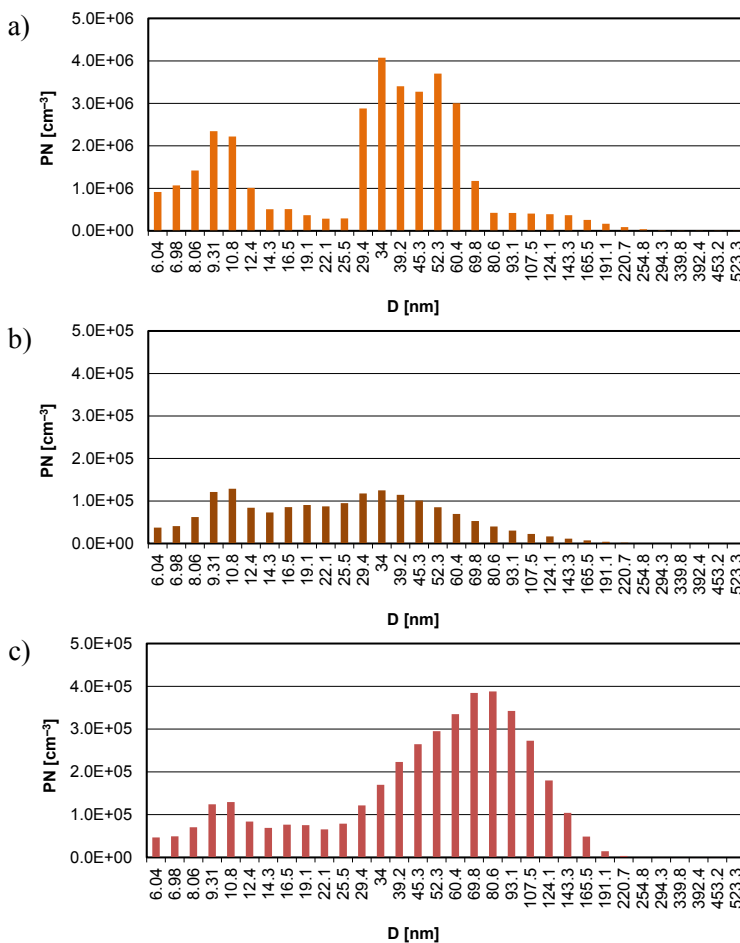 a)
PN [cm⁻³]
5.0E+06
4.0E+06
3.0E+06
2.0E+06
1.0E+06
0.0E+00
6.04 6.98 8.06 9.31 10.8 12.4 14.3 16.5 19.1 22.1 25.5 29.4 34 39.2 45.3 52.3 60.4 69.8 80.6 93.1 107.5 124.1 143.3 165.5 191.1 220.7 254.8 294.3 339.8 392.4 453.2 523.3
D [nm]
b)
PN [cm⁻³]
5.0E+05
4.0E+05
3.0E+05
2.0E+05
1.0E+05
0.0E+00
6.04 6.98 8.06 9.31 10.8 12.4 14.3 16.5 19.1 22.1 25.5 29.4 34 39.2 45.3 52.3 60.4 69.8 80.6 93.1 107.5 124.1 143.3 165.5 191.1 220.7 254.8 294.3 339.8 392.4 453.2 523.3
D [nm]
c)
PN [cm⁻³]
5.0E+05
4.0E+05
3.0E+05
2.0E+05
1.0E+05
0.0E+00
6.04 6.98 8.06 9.31 10.8 12.4 14.3 16.5 19.1 22.1 25.5 29.4 34 39.2 45.3 52.3 60.4 69.8 80.6 93.1 107.5 124.1 143.3 165.5 191.1 220.7 254.8 294.3 339.8 392.4 453.2 523.3
D [nm]